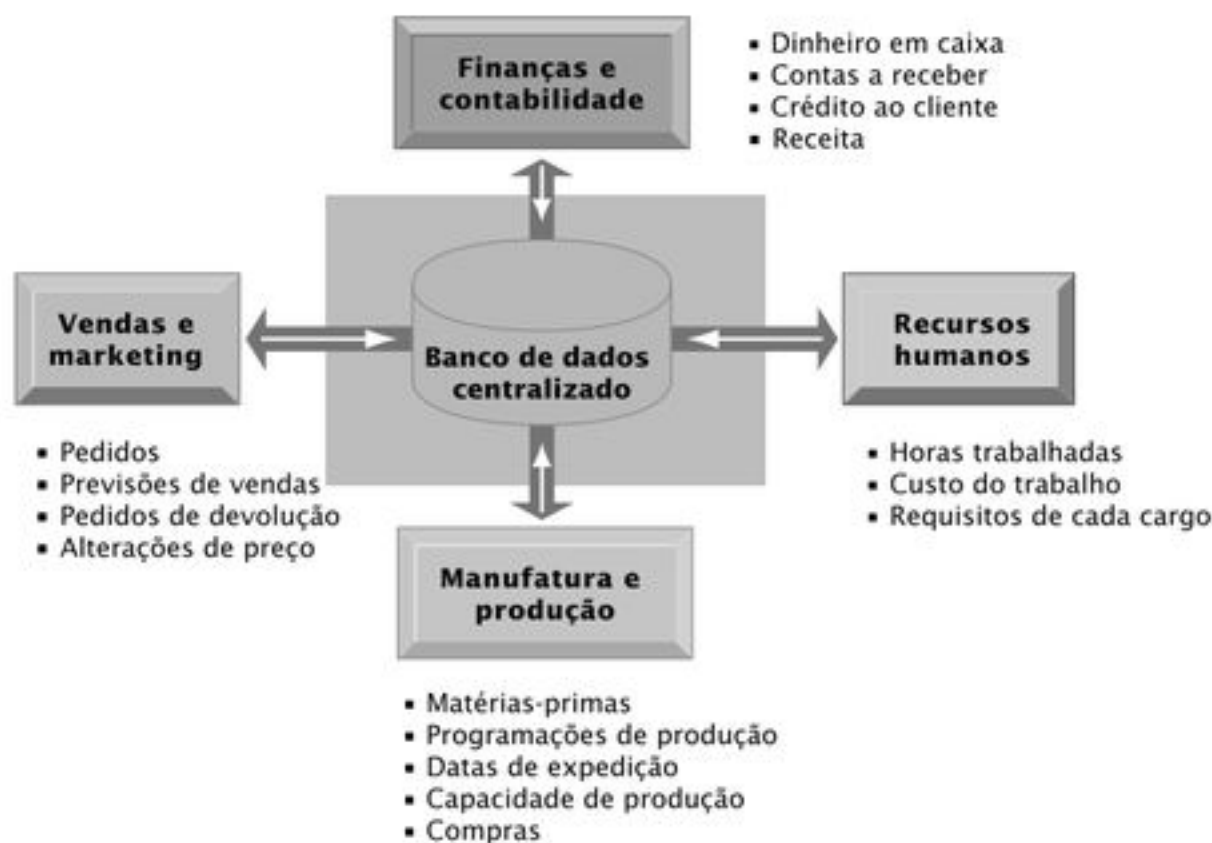 Finanças e
contabilidade
▪ Dinheiro em caixa
▪ Contas a receber
▪ Crédito ao cliente
▪ Receita
Vendas e
marketing
Banco de dados
centralizado
Recursos
humanos
▪ Pedidos
▪ Previsões de vendas
▪ Pedidos de devolução
▪ Alterações de preço
▪ Horas trabalhadas
▪ Custo do trabalho
▪ Requisitos de cada cargo
Manufatura e
produção
▪ Matérias-primas
▪ Programações de produção
▪ Datas de expedição
▪ Capacidade de produção
▪ Compras